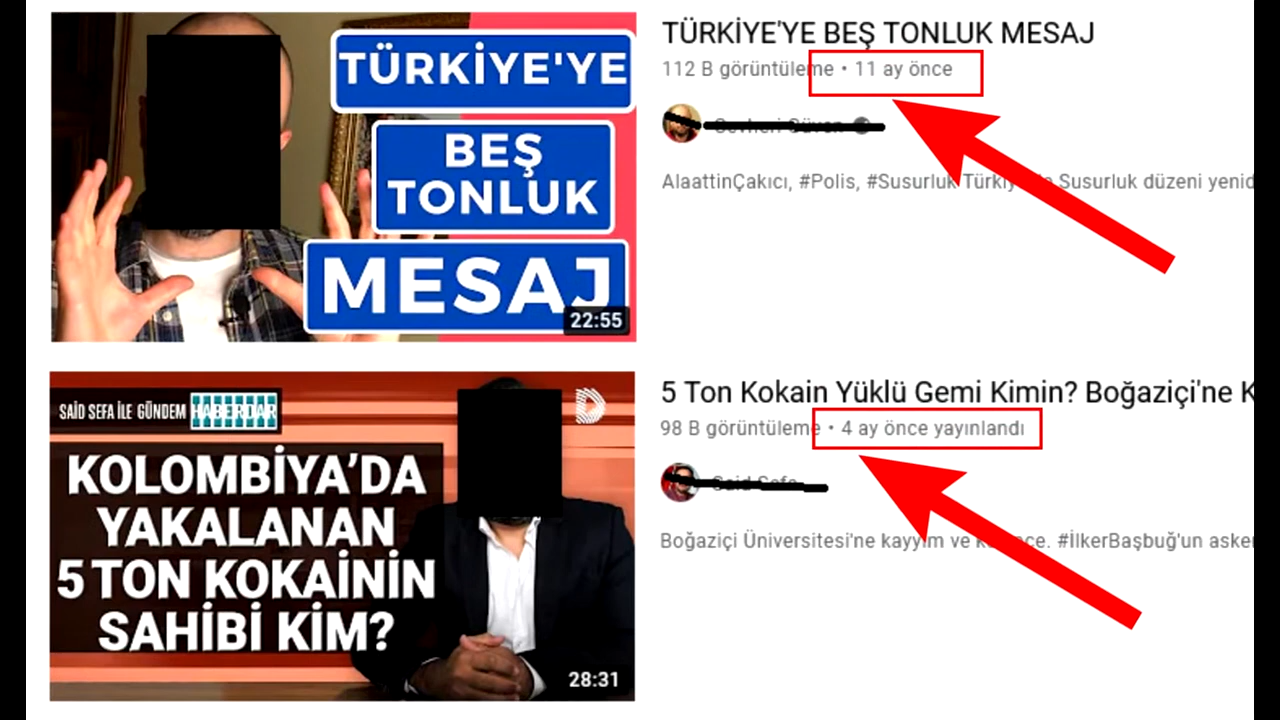 TÜRKİYE'YE
BEŞ
TONLUK
MESAJ
22:55
TÜRKİYE'YE BEŞ TONLUK MESAJ
112 B görüntüleme • 11 ay önce
AlaattinÇakıcı, #Polis, #Susurluk Susurluk düzeni yenid
SAİD SEFA İLE GÜNDEM HABERDAR
KOLOMBİYA'DA
YAKALANAN
5 TON KOKAİNİN
SAHİBİ KİM?
28:31
5 Ton Kokain Yüklü Gemi Kimin? Boğaziçi'ne K
98 B görüntüleme • 4 ay önce yayınlandı
Said Sefa
Boğaziçi Üniversitesi'ne kayyım ve #İlkerBaşbuğ'un asker